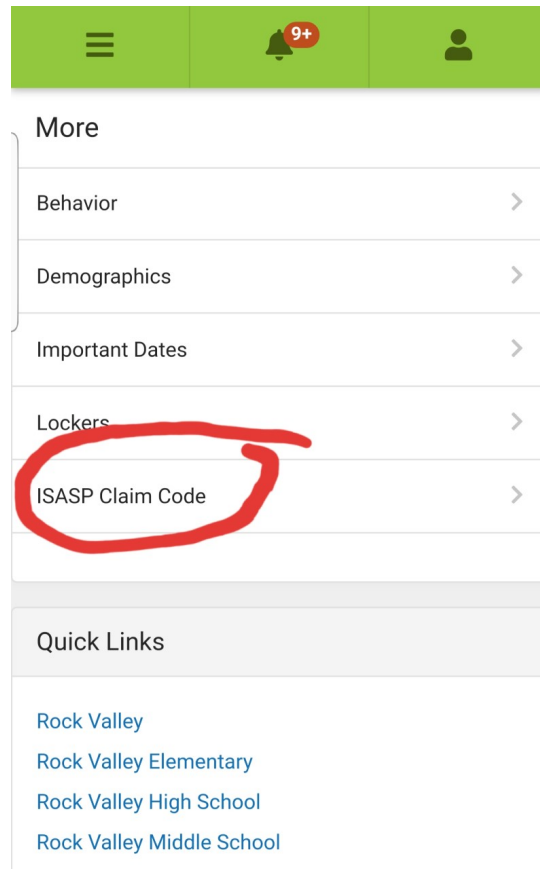 9+
More
Behavior
Demographics
Important Dates
Lockers
ISASP Claim Code
Quick Links
Rock Valley
Rock Valley Elementary
Rock Valley High School
Rock Valley Middle School